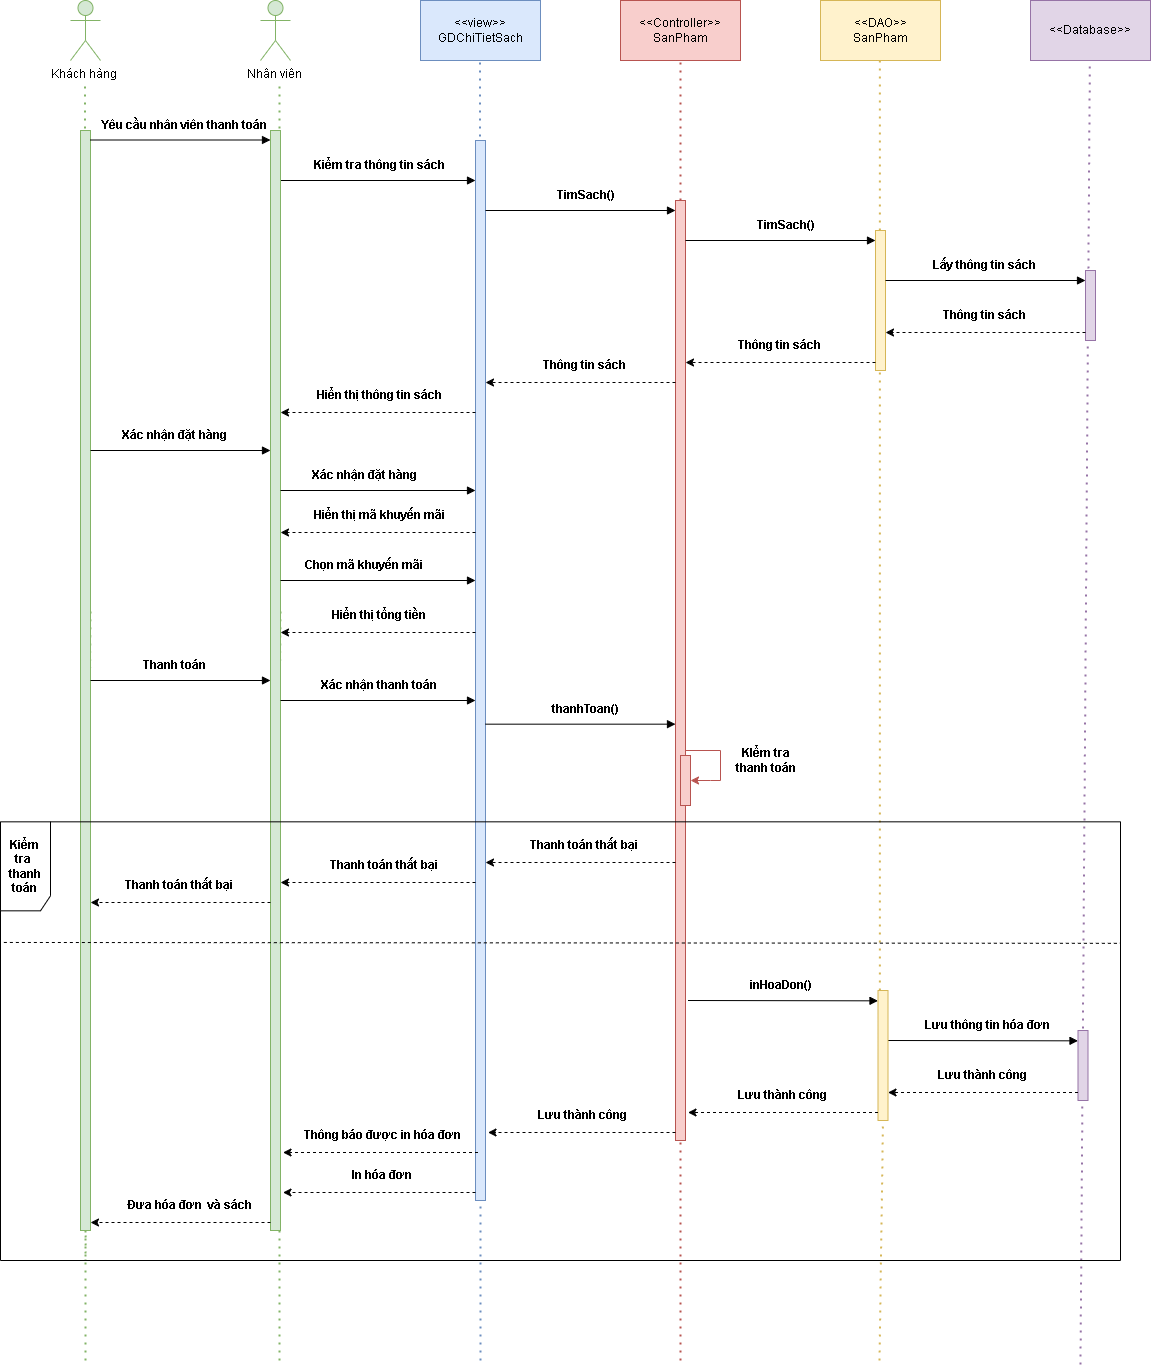 Khách hàng
Nhân viên
<<view>>
GDChiTietSach
<<Controller>>
SanPham
<<DAO>>
SanPham
<<Database>>
Yêu cầu nhân viên thanh toán
Kiểm tra thông tin sách
TimSach()
TimSach()
Lấy thông tin sách
Thông tin sách
Thông tin sách
Thông tin sách
Hiển thị thông tin sách
Xác nhận đặt hàng
Xác nhận đặt hàng
Hiển thị mã khuyến mãi
Chọn mã khuyến mãi
Hiển thị tổng tiền
Thanh toán
Xác nhận thanh toán
thanhToan()
Kiểm tra
thanh toán
Kiểm
tra
thanh
toán
Thanh toán thất bại
Thanh toán thất bại
Thanh toán thất bại
inHoaDon()
Lưu thông tin hóa đơn
Lưu thành công
Lưu thành công
Lưu thành công
Thông báo được in hóa đơn
In hóa đơn
Đưa hóa đơn và sách